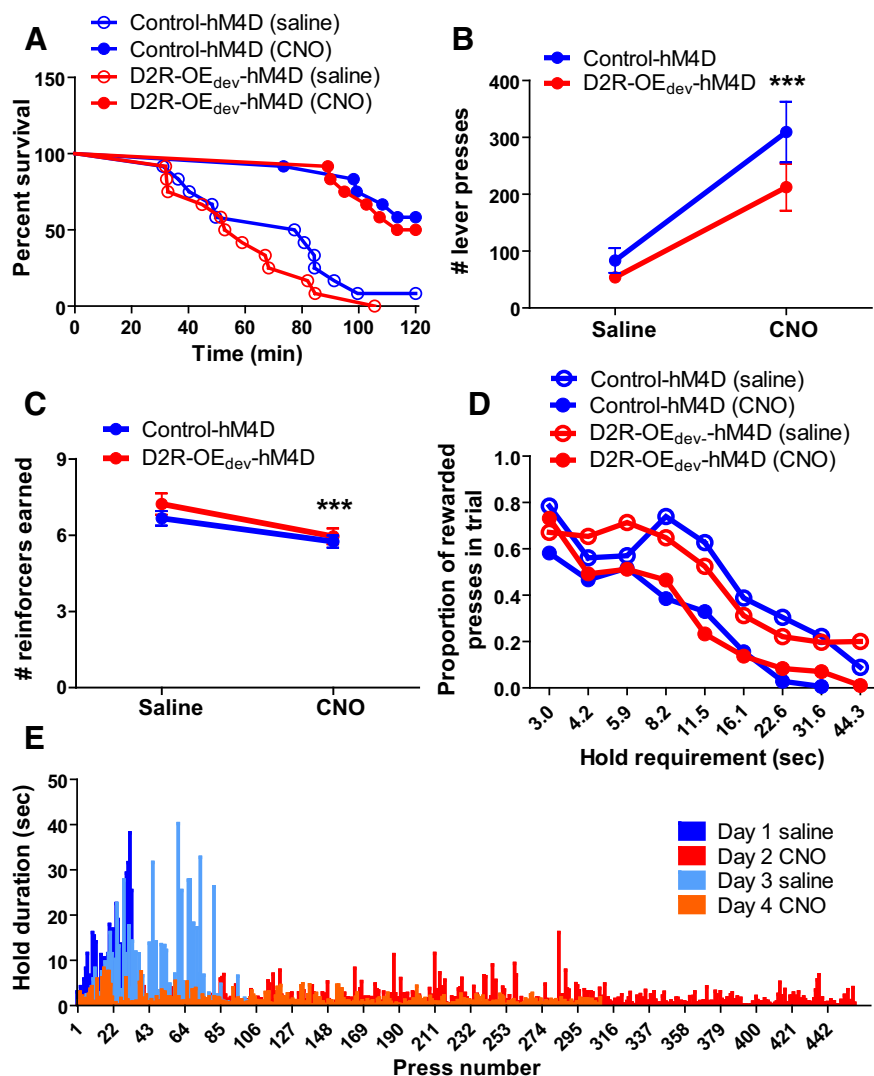 A
Control-hM4D (saline)
Control-hM4D (CNO)
D2R-OEdev-hM4D (saline)
D2R-OEdev-hM4D (CNO)
Percent survival
150
100
50
0
0 20 40 60 80 100 120
Time (min)
B
Control-hM4D
D2R-OEdev-hM4D
***
# lever presses
400
300
200
100
0
Saline CNO
C
Control-hM4D
D2R-OEdev-hM4D
***
# reinforcers earned
9
6
3
0
Saline CNO
D
Control-hM4D (saline)
Control-hM4D (CNO)
D2R-OEdev--hM4D (saline)
D2R-OEdev-hM4D (CNO)
Proportion of rewarded
presses in trial
1.0
0.8
0.6
0.4
0.2
0.0
3.0 4.2 5.9 8.2 11.5 16.1 22.6 31.6 44.3
Hold requirement (sec)
E
Hold duration (sec)
50
40
30
20
10
0
Day 1 saline
Day 2 CNO
Day 3 saline
Day 4 CNO
1 22 43 64 85 106 127 148 169 190 211 232 253 274 295 316 337 358 379 400 421 442
Press number